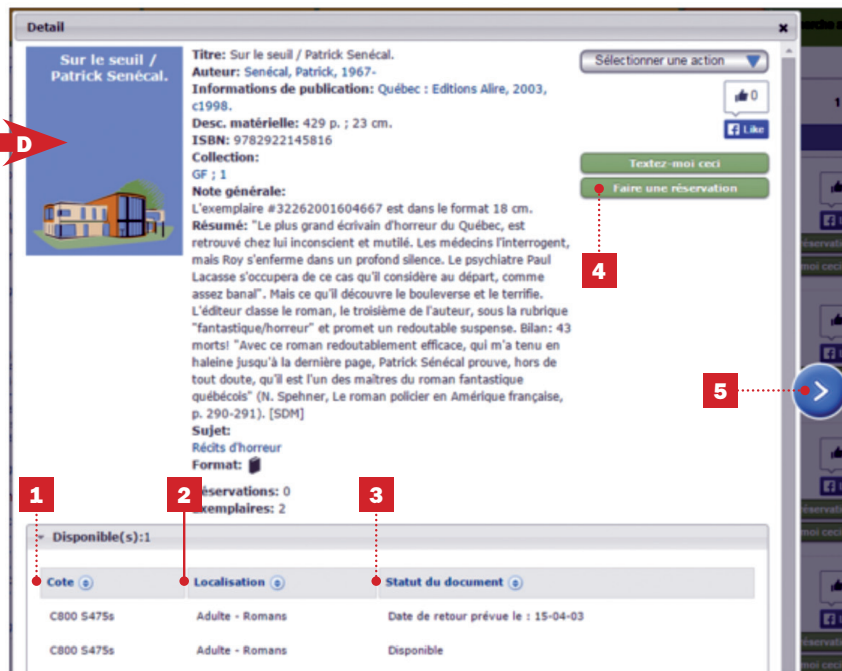 Detail
Sur le seuil /
Patrick Senécal.
D
Titre: Sur le seuil / Patrick Senécal.
Auteur: Senécal, Patrick, 1967-
Informations de publication: Québec : Editions Alire, 2003,
c1998.
Desc. matérielle: 429 p. ; 23 cm.
ISBN: 9782922145816
Collection:
GF ; 1
Note générale:
L'exemplaire #32262001604667 est dans le format 18 cm.
Résumé: "Le plus grand écrivain d'horreur du Québec, est
retrouvé chez lui inconscient et mutilé. Les médecins l'interrogent,
mais Roy s'enferme dans un profond silence. Le psychiatre Paul
Lacasse s'occupera de ce cas qu'il considère au départ, comme
assez banal". Mais ce qu'il découvre le bouleverse et le terrifie.
L'éditeur classe le roman, le troisième de l'auteur, sous la rubrique
"fantastique/horreur" et promet un redoutable suspense. Bilan: 43
morts! "Avec ce roman redoutablement efficace, qui m'a tenu en
haleine jusqu'à la dernière page, Patrick Sénécal prouve, hors de
tout doute, qu'il est l'un des maîtres du roman fantastique
québécois" (N. Spehner, Le roman policier en Amérique française,
p. 290-291). [SDM]
Sujet:
Récits d'horreur
Format:
éservations: 0
xemplaires: 2
Sélectionner une action
0
Like
Textez-moi ceci
Faire une réservation
4
5
1
2
3
Disponible(s):1
Cote
Localisation
Statut du document
C800 S475s
Adulte - Romans
Date de retour prévue le : 15-04-03
C800 S475s
Adulte - Romans
Disponible